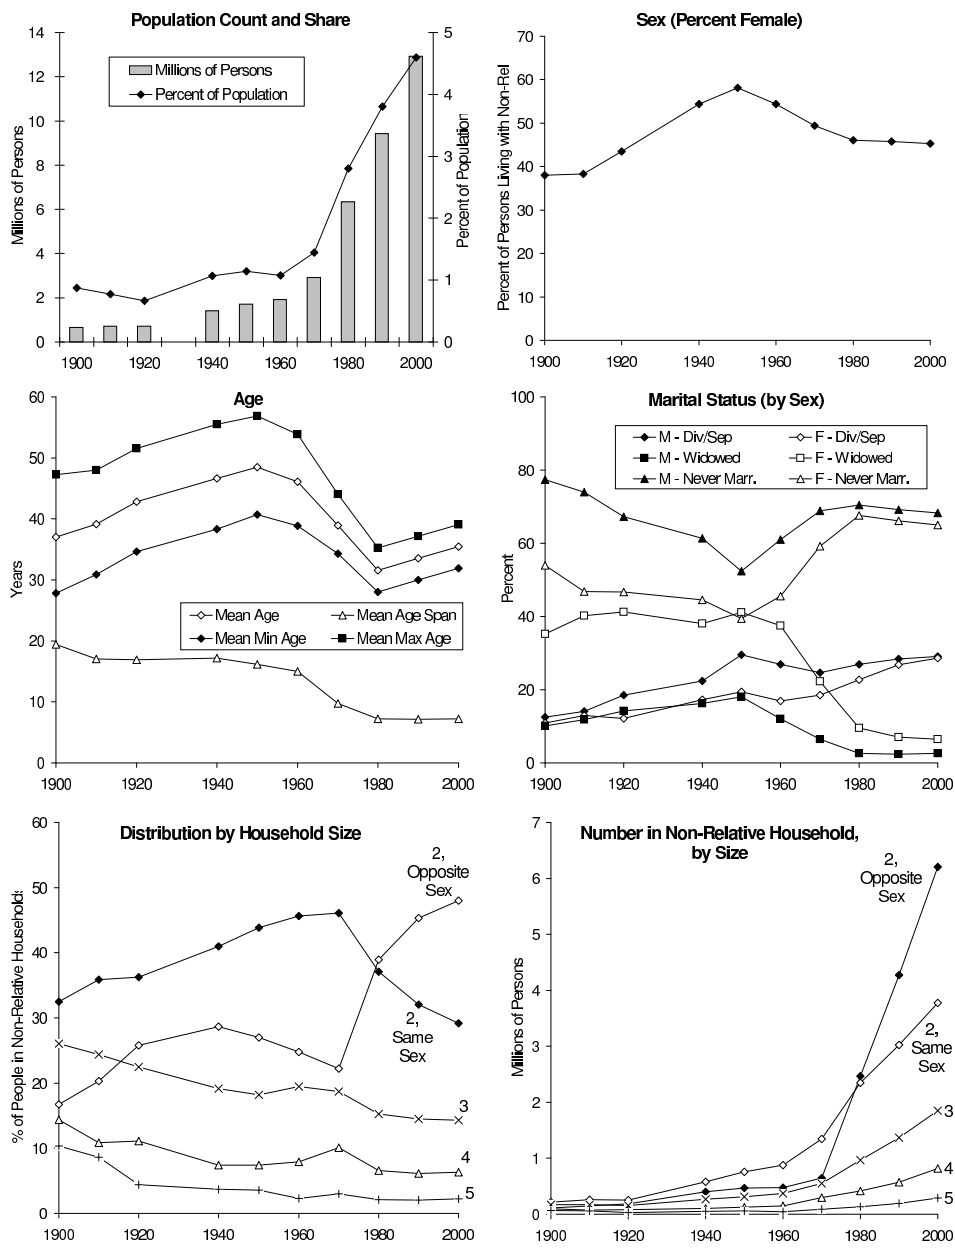 Population Count and Share
14
12
10
8
6
4
2
0
Millions of Persons
5
4
3
2
1
0
Percent of Population
Millions of Persons
Percent of Population
1900 1920 1940 1960 1980 2000
Sex (Percent Female)
70
60
50
40
30
20
10
0
Percent of Persons Living with Non-Rel
1900 1920 1940 1960 1980 2000
Age
60
50
40
30
20
10
0
Years
Mean Age Mean Age Span
Mean Min Age Mean Max Age
1900 1920 1940 1960 1980 2000
Marital Status (by Sex)
100
80
60
40
20
0
Percent
M - Div/Sep F - Div/Sep
M - Widowed F - Widowed
M - Never Marr. F - Never Marr.
1900 1920 1940 1960 1980 2000
Distribution by Household Size
60
50
40
30
20
10
0
% of People in Non-Relative Households
2,
Opposite
Sex
2,
Same
Sex
3
4
5
1900 1920 1940 1960 1980 2000
Number in Non-Relative Household,
by Size
7
6
5
4
3
2
1
0
Millions of Persons
2,
Opposite
Sex
2,
Same
Sex
3
4
5
1900 1920 1940 1960 1980 2000